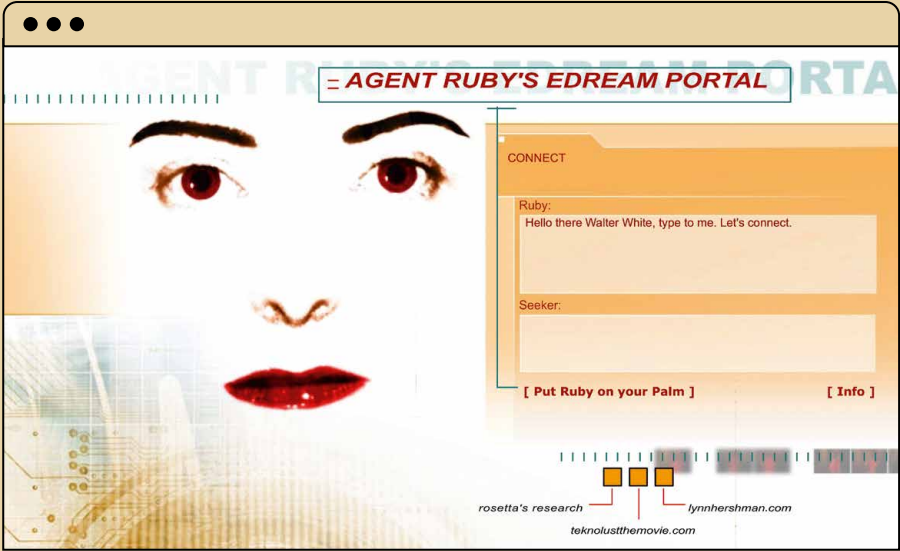 AGENT RUBY'S EDREAM PORTA
= AGENT RUBY'S EDREAM PORTAL
CONNECT
Ruby:
Hello there Walter White, type to me. Let's connect.
Seeker:
[ Put Ruby on your Palm ]
[ Info ]
rosetta's research
lynnhershman.com
teknolustthemovie.com